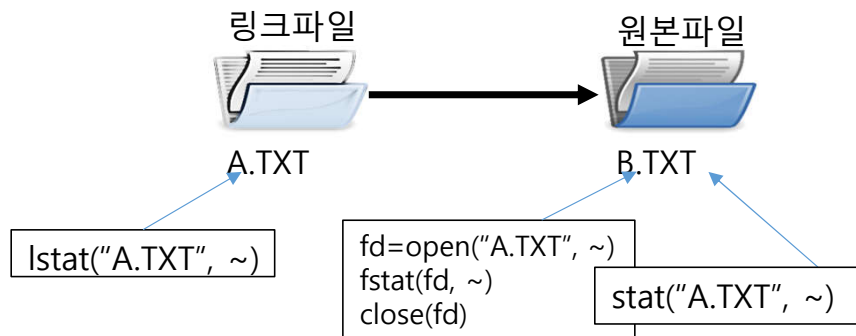 링크파일
원본파일
A.TXT
B.TXT
lstat(“A.TXT”, ~)
fd=open(“A.TXT”, ~)
fstat(fd, ~)
close(fd)
stat(“A.TXT”, ~)